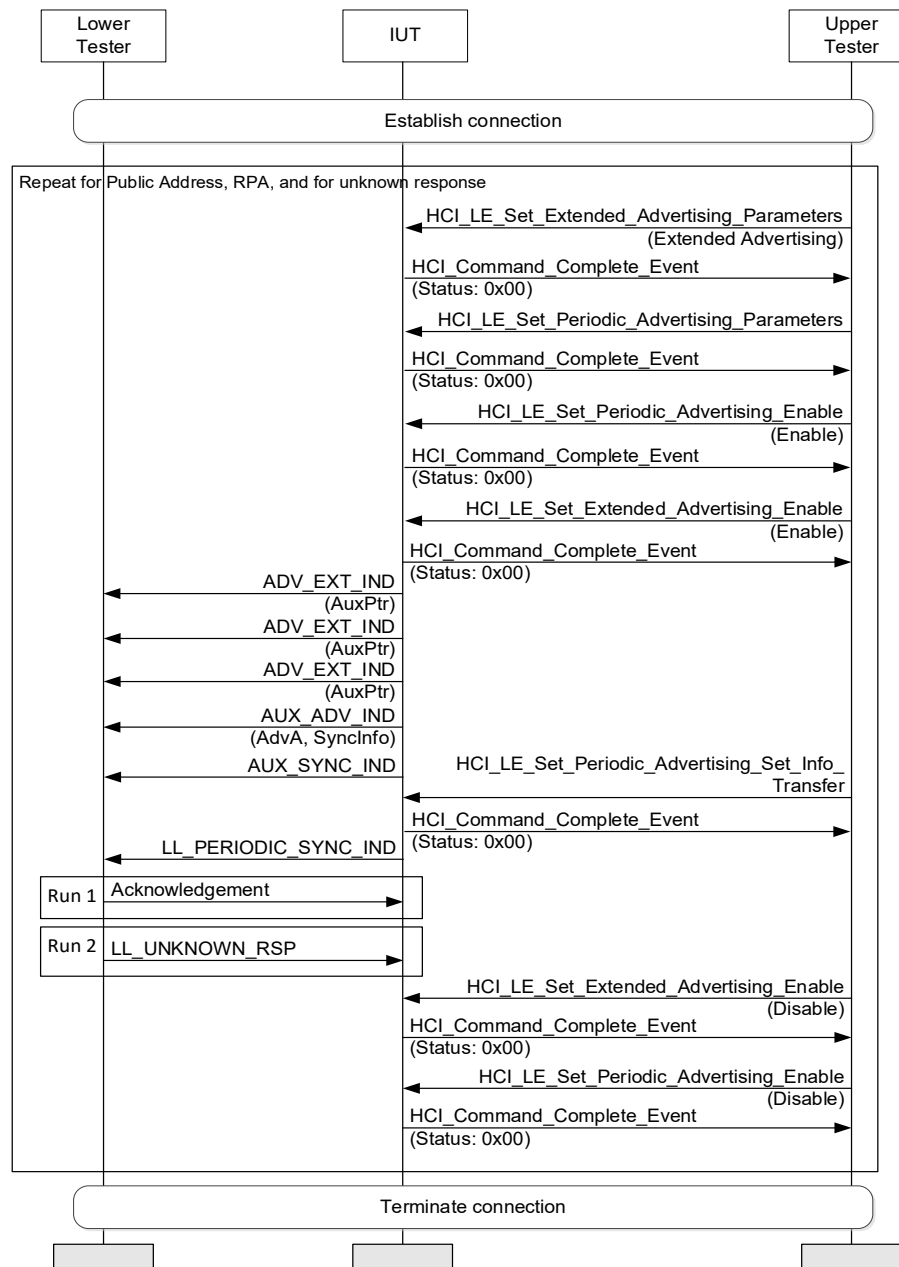 Lower
Tester
IUT
Upper
Tester
Establish connection
Repeat for Public Address, RPA, and for unknown response
HCI_LE_Set_Extended_Advertising_Parameters
(Extended Advertising)
HCI_Command_Complete_Event
(Status: 0x00)
HCI_LE_Set_Periodic_Advertising_Parameters
HCI_Command_Complete_Event
(Status: 0x00)
HCI_LE_Set_Periodic_Advertising_Enable
(Enable)
HCI_Command_Complete_Event
(Status: 0x00)
HCI_LE_Set_Extended_Advertising_Enable
(Enable)
HCI_Command_Complete_Event
(Status: 0x00)
ADV_EXT_IND
(AuxPtr)
ADV_EXT_IND
(AuxPtr)
ADV_EXT_IND
(AuxPtr)
AUX_ADV_IND
(AdvA, SyncInfo)
AUX_SYNC_IND
HCI_LE_Set_Periodic_Advertising_Set_Info_
Transfer
HCI_Command_Complete_Event
(Status: 0x00)
LL_PERIODIC_SYNC_IND
Run 1
Acknowledgement
Run 2
LL_UNKNOWN_RSP
HCI_LE_Set_Extended_Advertising_Enable
(Disable)
HCI_Command_Complete_Event
(Status: 0x00)
HCI_LE_Set_Periodic_Advertising_Enable
(Disable)
HCI_Command_Complete_Event
(Status: 0x00)
Terminate connection